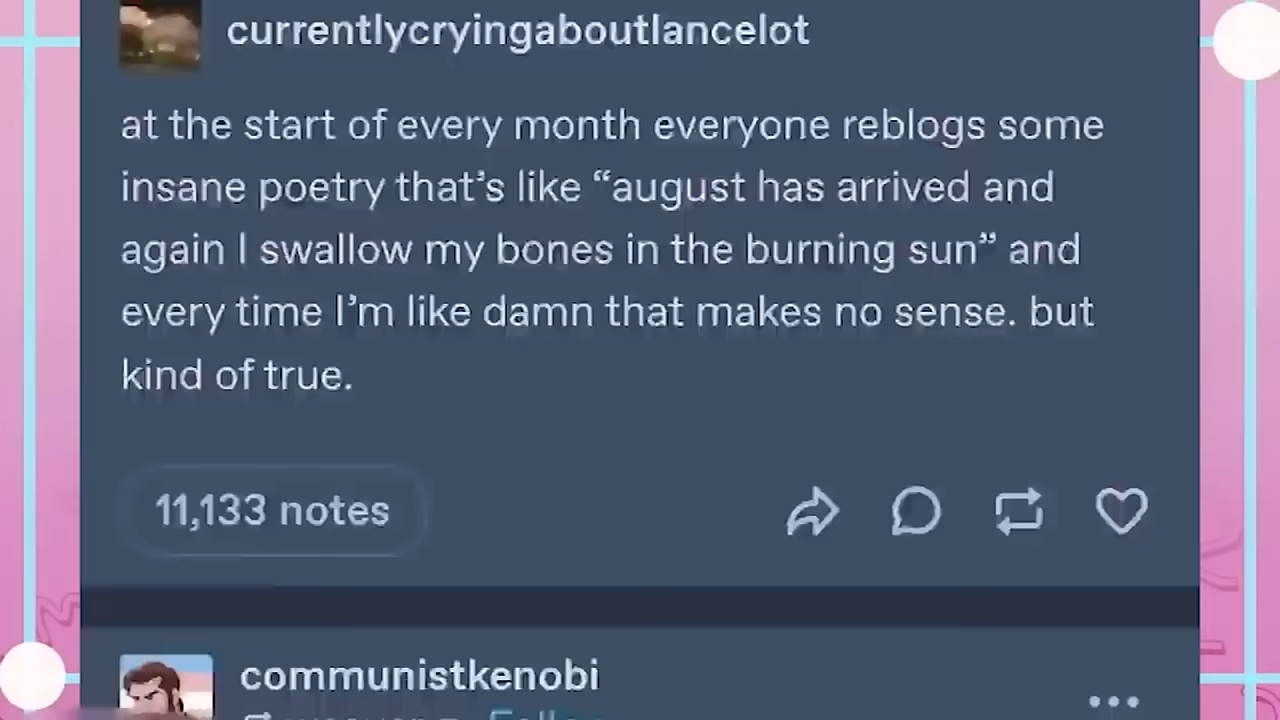 currentlycryingaboutlancelot
at the start of every month everyone reblogs some
insane poetry that's like “august has arrived and
again I swallow my bones in the burning sun” and
every time I'm like damn that makes no sense. but
kind of true.
11,133 notes
communistkenobi
Follow